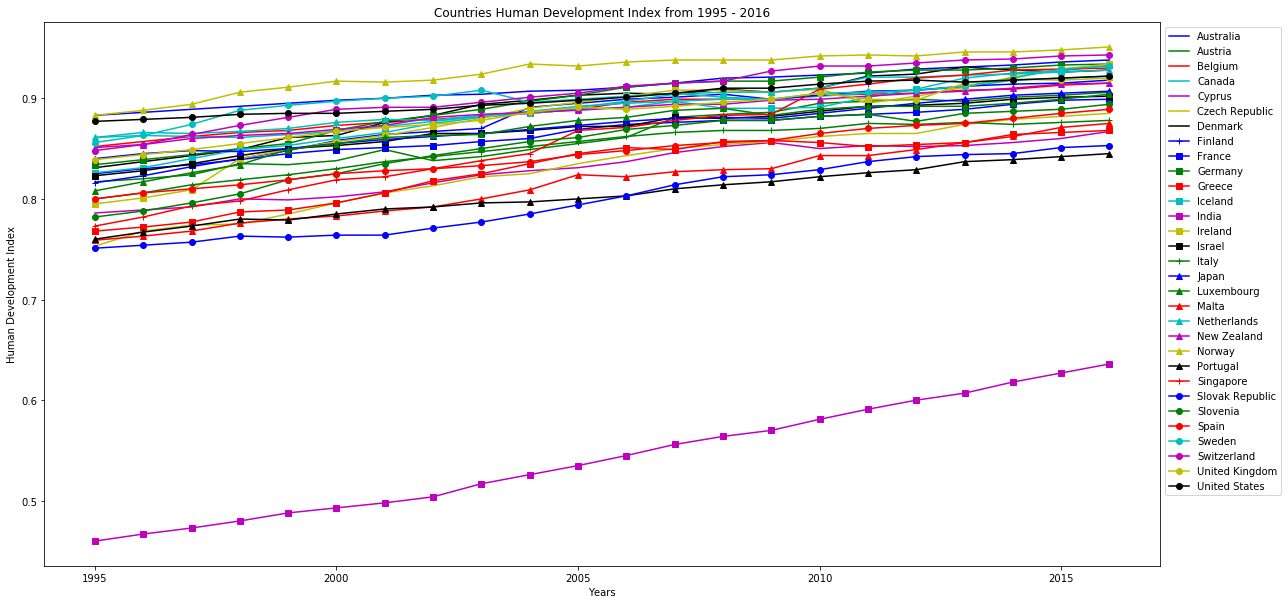 Countries Human Development Index from 1995 - 2016
Human Development Index
0.9
0.8
0.7
0.6
0.5
1995
2000
2005
2010
2015
Years
Australia
Austria
Belgium
Canada
Cyprus
Czech Republic
Denmark
Finland
France
Germany
Greece
Iceland
India
Ireland
Israel
Italy
Japan
Luxembourg
Malta
Netherlands
New Zealand
Norway
Portugal
Singapore
Slovak Republic
Slovenia
Spain
Sweden
Switzerland
United Kingdom
United States